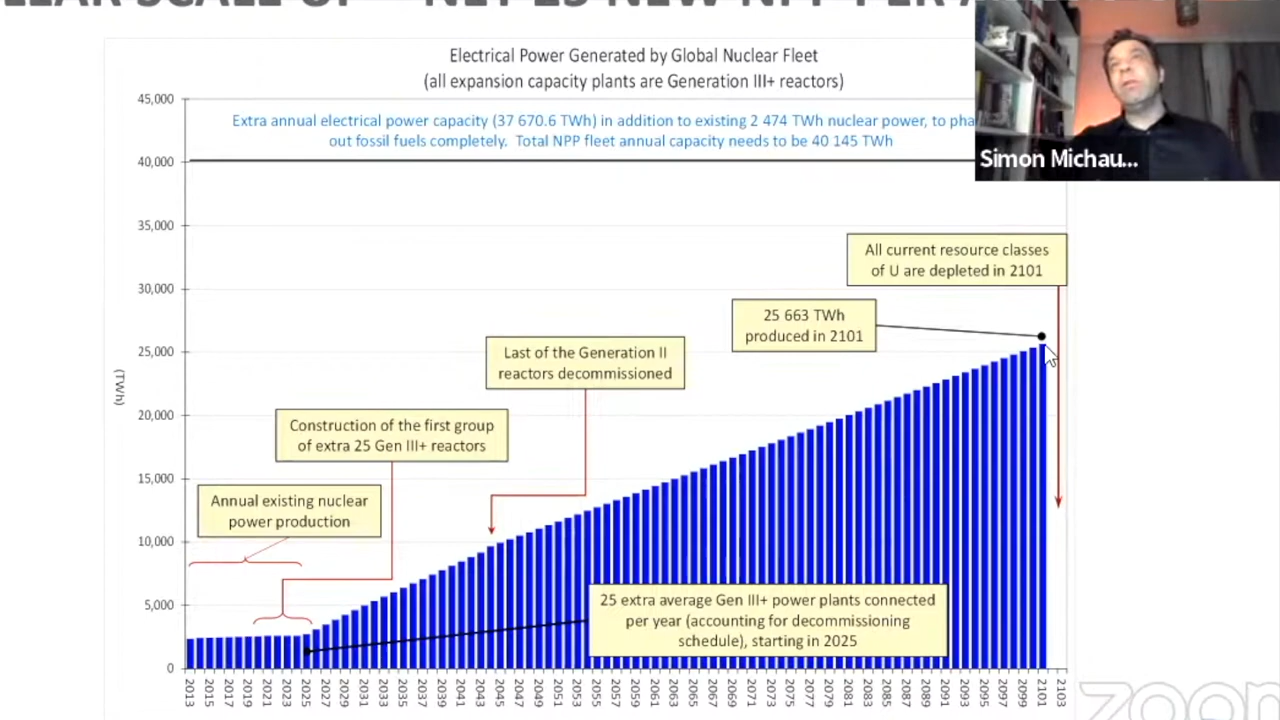 Electrical Power Generated by Global Nuclear Fleet
(all expansion capacity plants are Generation III+ reactors)
45,000
Extra annual electrical power capacity (37 670.6 TWh) in addition to existing 2 474 TWh nuclear power, to
out fossil fuels completely. Total NPP fleet annual capacity needs to be 40 145 TWh
40,000
Simon Michau...
35,000
All current resource classes
of U are depleted in 2101
30,000
25 663 TWh
produced in 2101
25,000
Last of the Generation II
reactors decommissioned
(TWh)
20,000
Construction of the first group
of extra 25 Gen III+ reactors
15,000
Annual existing nuclear
power production
10,000
25 extra average Gen III+ power plants connected
per year (accounting for decommissioning
schedule), starting in 2025
5,000
0
2013 2015 2017 2019 2021 2023 2025 2027 2029 2031 2033 2035 2037 2039 2041 2043 2045 2047 2049 2051 2053 2055 2057 2059 2061 2063 2065 2067 2069 2071 2073 2075 2077 2079 2081 2083 2085 2087 2089 2091 2093 2095 2097 2099 2101 2103
zoom